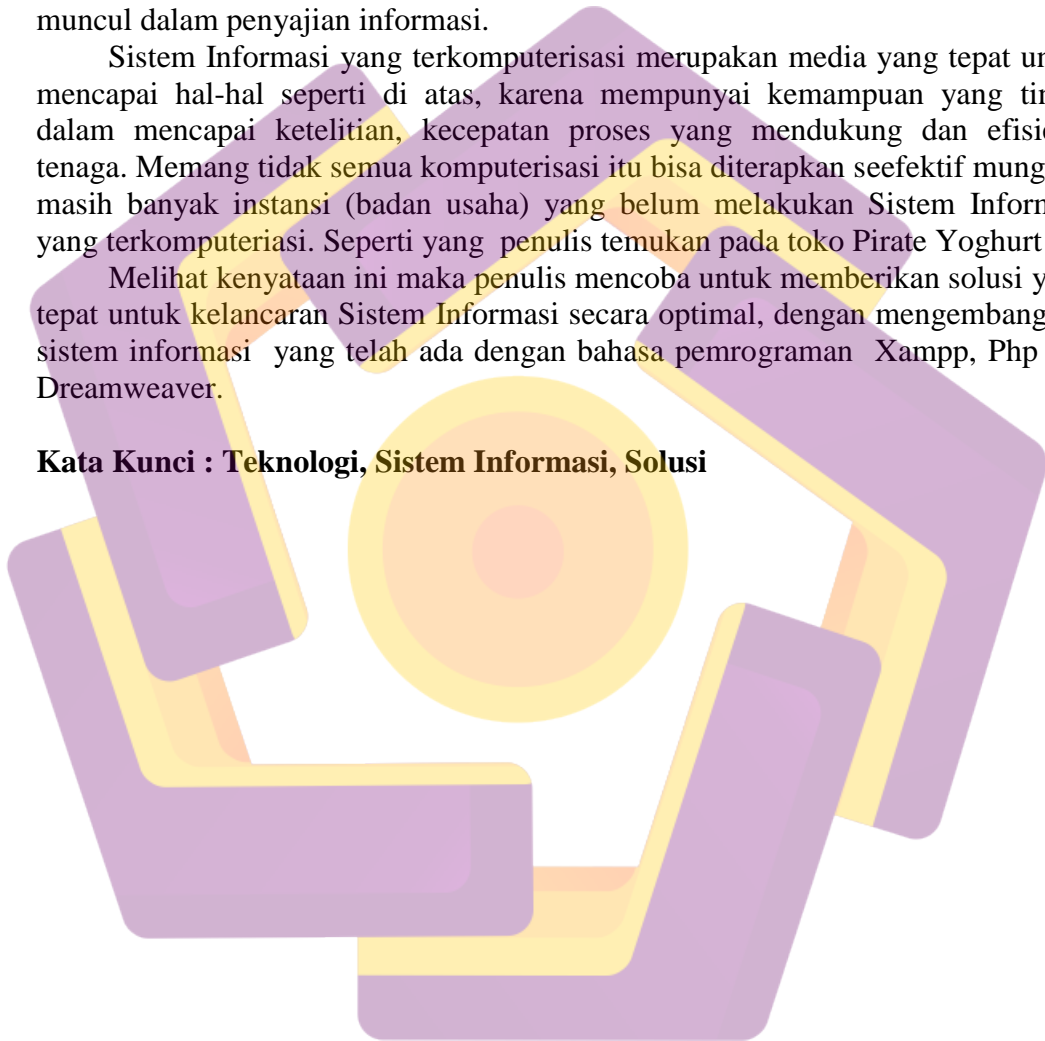 muncul dalam penyajian informasi.
Sistem Informasi yang terkomputerisasi merupakan media yang tepat un
mencapai hal-hal seperti di atas, karena mempunyai kemampuan yang tin
dalam mencapai ketelitian, kecepatan proses yang mendukung dan efisie
tenaga. Memang tidak semua komputerisasi itu bisa diterapkan seefektif mung
masih banyak instansi (badan usaha) yang belum melakukan Sistem Inform
yang terkomputeriasi. Seperti yang penulis temukan pada toko Pirate Yoghurt
Melihat kenyataan ini maka penulis mencoba untuk memberikan solusi y
tepat untuk kelancaran Sistem Informasi secara optimal, dengan mengembang
sistem informasi yang telah ada dengan bahasa pemrograman Xampp, Php
Dreamweaver.
Kata Kunci : Teknologi, Sistem Informasi, Solusi